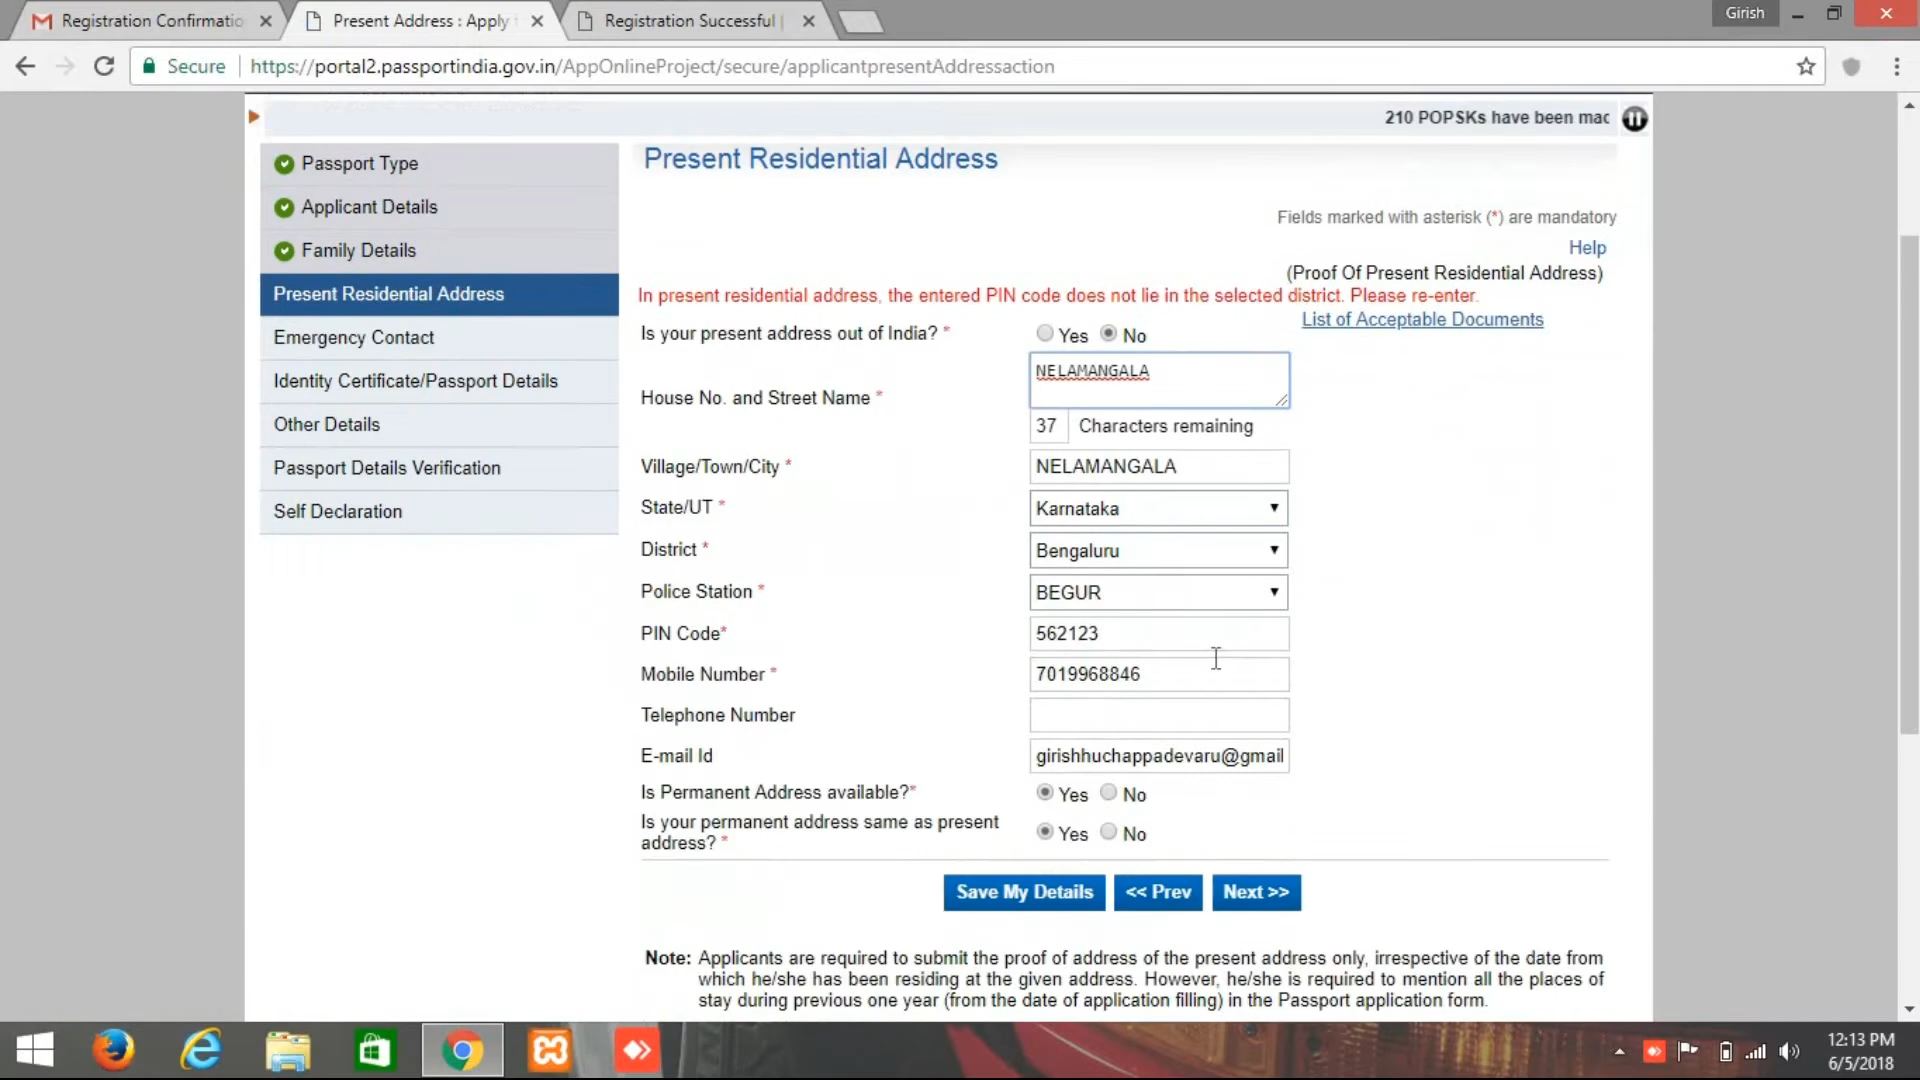 Registration Confirmatio
Present Address : Apply
Registration Successful |
Girish
Secure
https://portal2.passportindia.gov.in/AppOnlineProject/secure/applicantpresentAddressaction
210 POPSKs have been mac
Passport Type
Applicant Details
Family Details
Present Residential Address
Emergency Contact
Identity Certificate/Passport Details
Other Details
Passport Details Verification
Self Declaration
Present Residential Address
Fields marked with asterisk (*) are mandatory
Help
(Proof Of Present Residential Address)
In present residential address, the entered PIN code does not lie in the selected district. Please re-enter.
List of Acceptable Documents
Is your present address out of India? * Yes No
NELAMANGALA
House No. and Street Name *
37 Characters remaining
Village/Town/City * NELAMANGALA
State/UT * Karnataka
District * Bengaluru
Police Station * BEGUR
PIN Code* 562123
Mobile Number * 7019968846
Telephone Number
E-mail Id girishhuchappadevaru@gmail
Is Permanent Address available?* Yes No
Is your permanent address same as present
address? * Yes No
Save My Details << Prev Next >>
Note: Applicants are required to submit the proof of address of the present address only, irrespective of the date from
which he/she has been residing at the given address. However, he/she is required to mention all the places of
stay during previous one year (from the date of application filling) in the Passport application form.
12:13 PM
6/5/2018